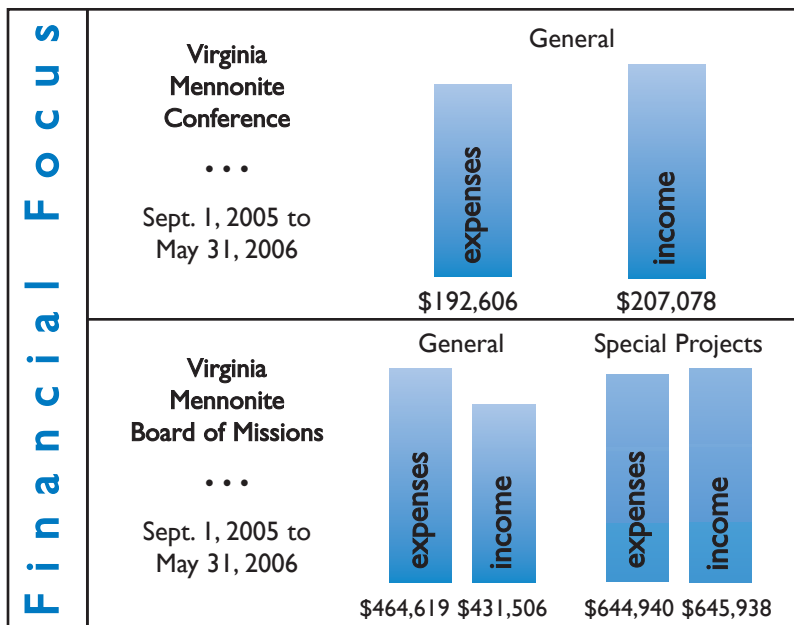 Financial Focus
Virginia
Mennonite
Conference
...
Sept. 1, 2005 to
May 31, 2006
General
expenses
income
$192,606
$207,078
Virginia
Mennonite
Board of Missions
...
Sept. 1, 2005 to
May 31, 2006
General
expenses
income
$464,619 $431,506
Special Projects
expenses
income
$644,940 $645,938